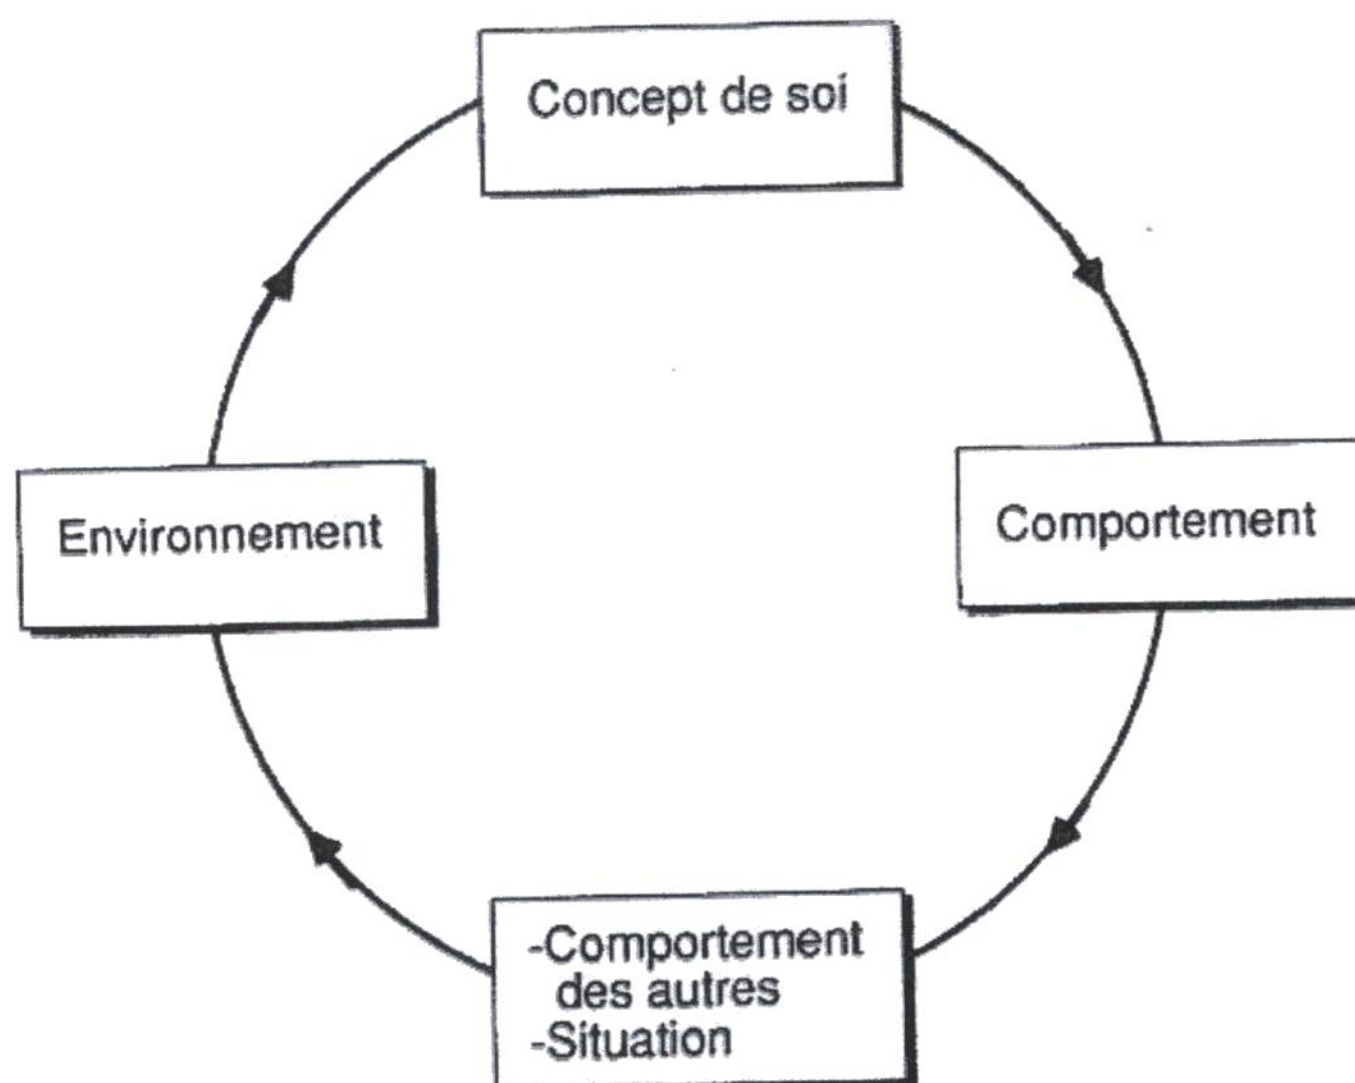 Concept de soi
Environnement
Comportement
-Comportement
des autres
-Situation